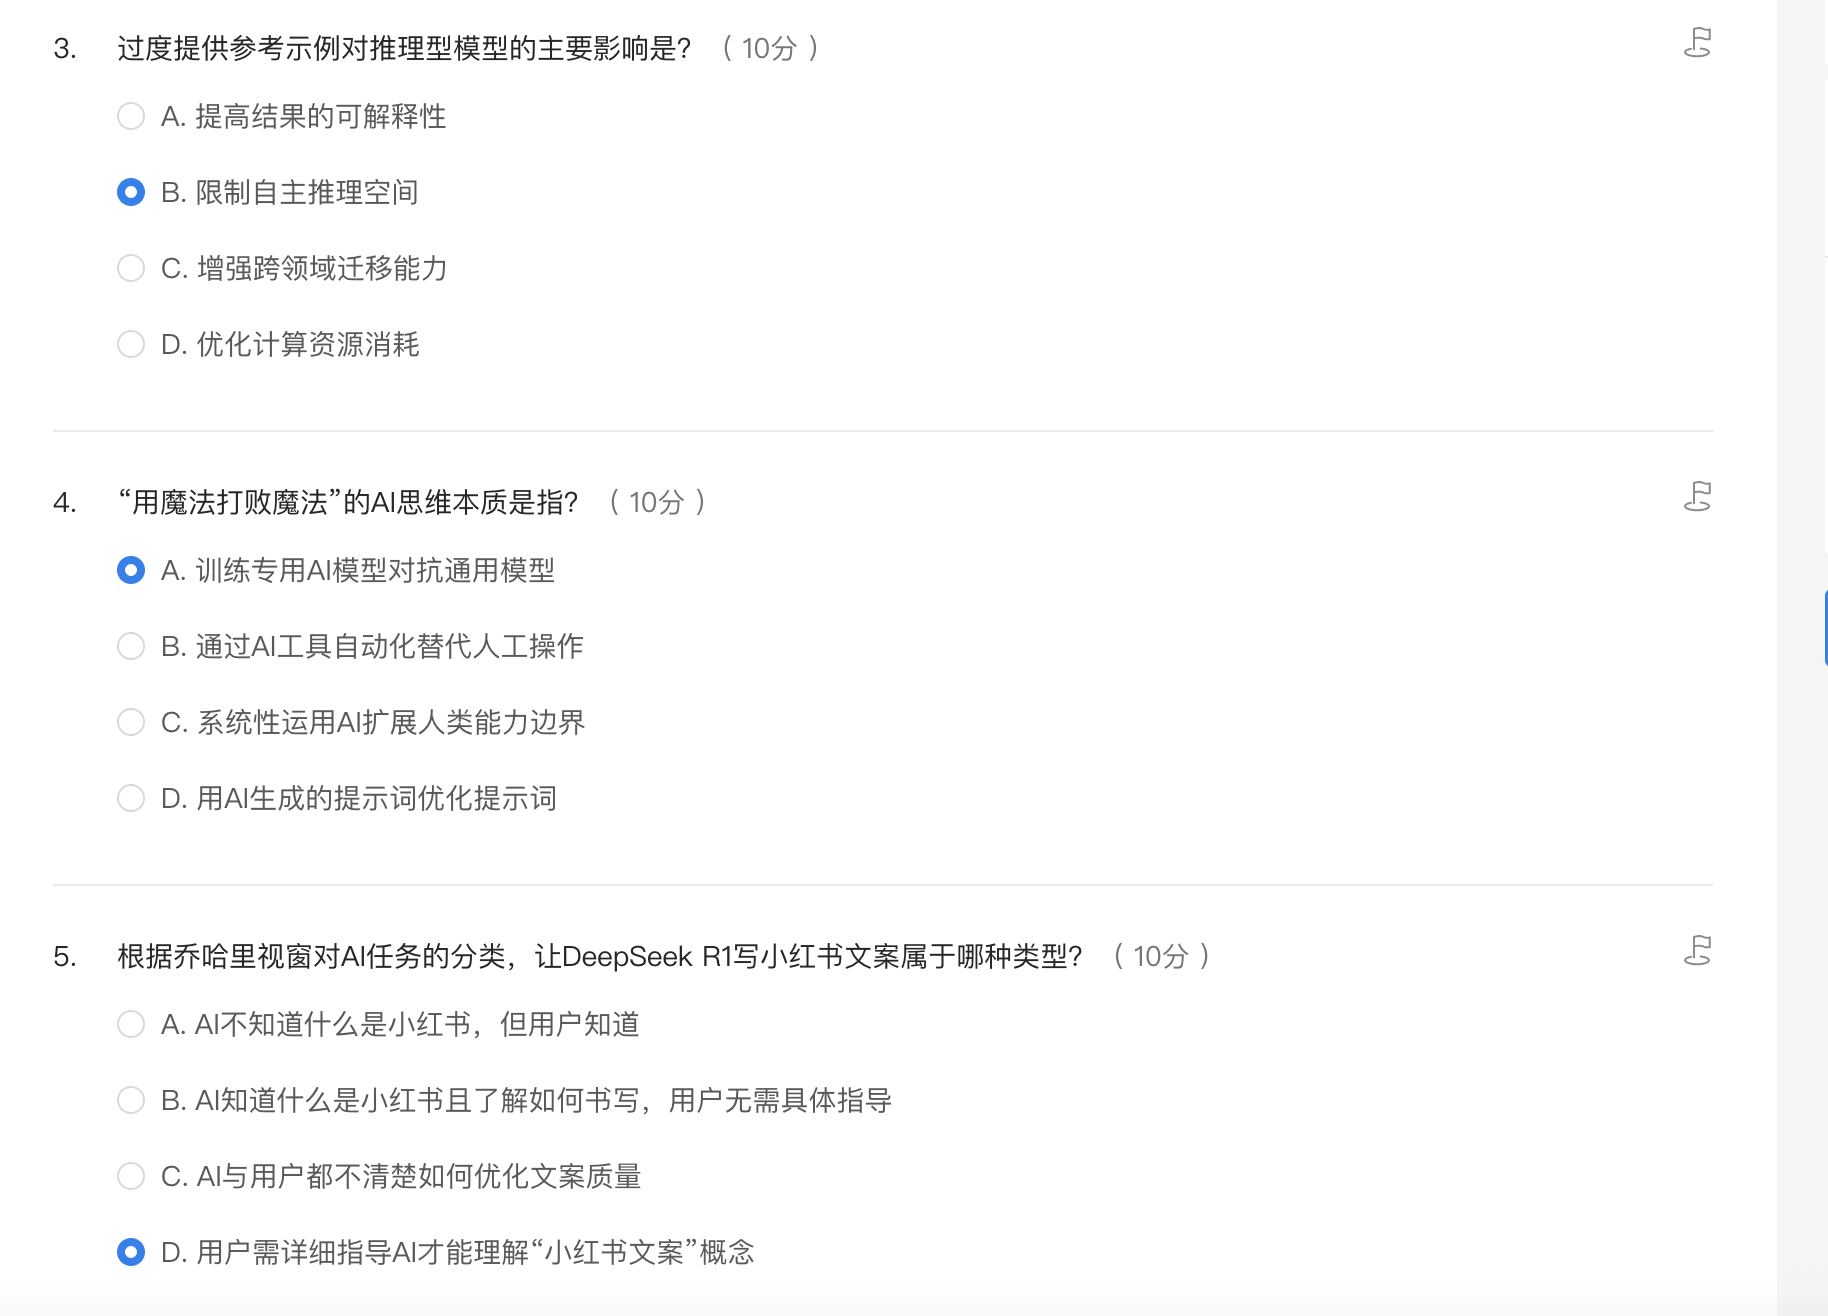 3. 过度提供参考示例对推理型模型的主要影响是？（ 10分 ）
A. 提高结果的可解释性
B. 限制自主推理空间
C. 增强跨领域迁移能力
D. 优化计算资源消耗
4. “用魔法打败魔法”的AI思维本质是指？（ 10分 ）
A. 训练专用AI模型对抗通用模型
B. 通过AI工具自动化替代人工操作
C. 系统性运用AI扩展人类能力边界
D. 用AI生成的提示词优化提示词
5. 根据乔哈里视窗对AI任务的分类，让DeepSeek R1写小红书文案属于哪种类型？（ 10分 ）
A. AI不知道什么是小红书，但用户知道
B. AI知道什么是小红书且了解如何书写，用户无需具体指导
C. AI与用户都不清楚如何优化文案质量
D. 用户需详细指导AI才能理解“小红书文案”概念